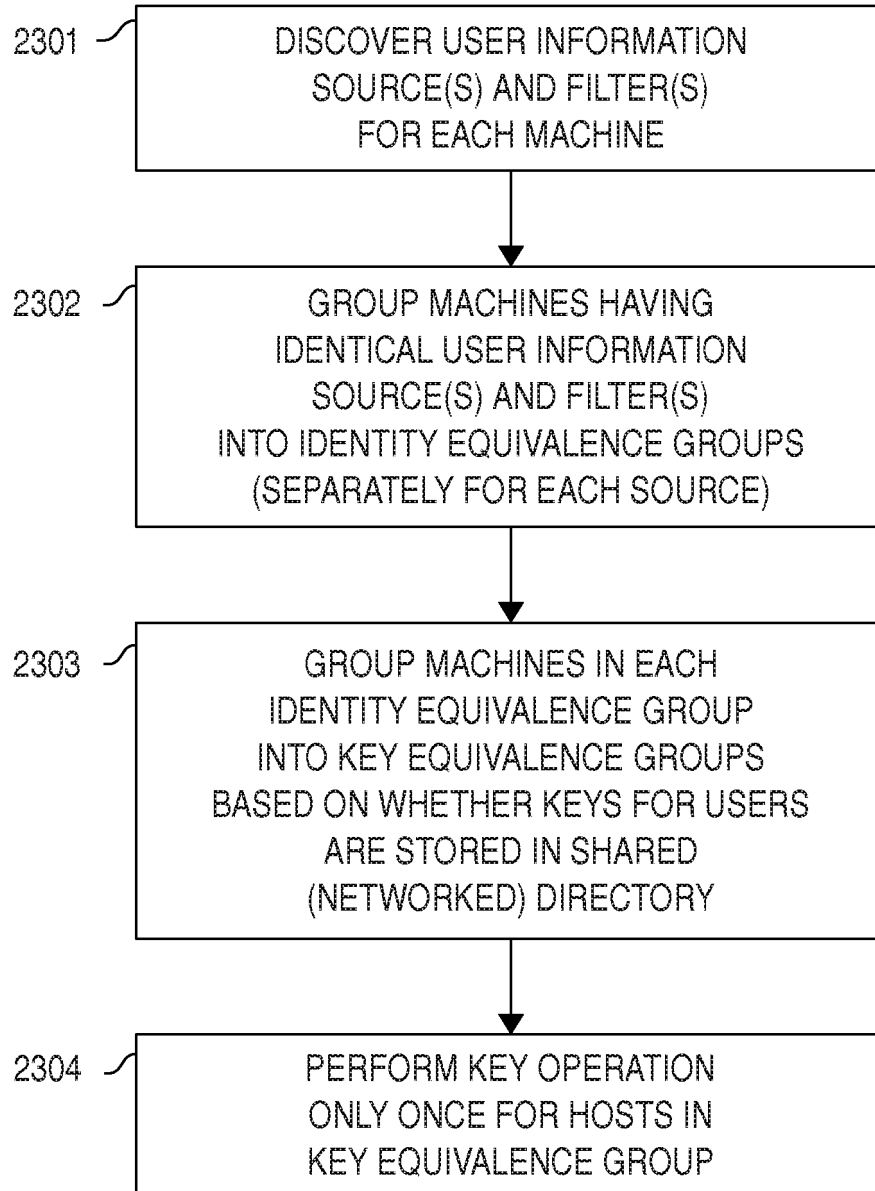 2301
DISCOVER USER INFORMATION
SOURCE(S) AND FILTER(S)
FOR EACH MACHINE
2302
GROUP MACHINES HAVING
IDENTICAL USER INFORMATION
SOURCE(S) AND FILTER(S)
INTO IDENTITY EQUIVALENCE GROUPS
(SEPARATELY FOR EACH SOURCE)
2303
GROUP MACHINES IN EACH
IDENTITY EQUIVALENCE GROUP
INTO KEY EQUIVALENCE GROUPS
BASED ON WHETHER KEYS FOR USERS
ARE STORED IN SHARED
(NETWORKED) DIRECTORY
2304
PERFORM KEY OPERATION
ONLY ONCE FOR HOSTS IN
KEY EQUIVALENCE GROUP